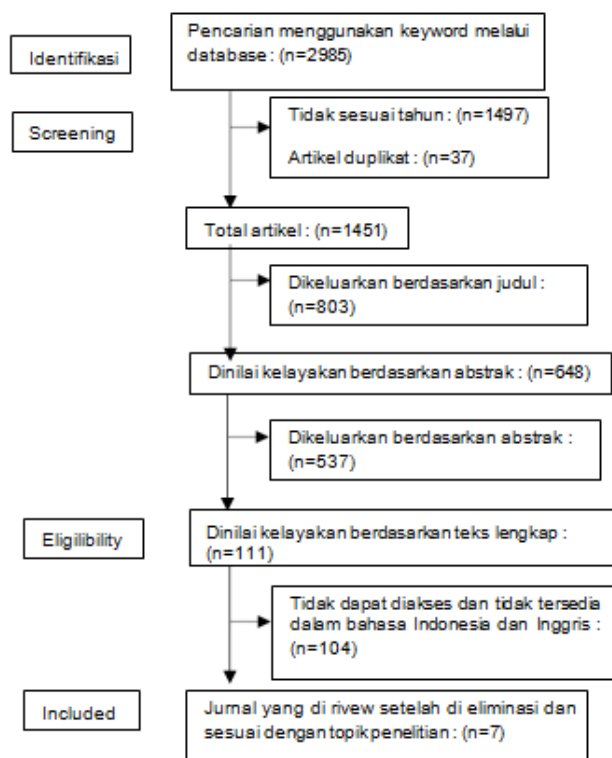 Pencarian menggunakan keyword melalui
database : (n=2985)
Identifikasi
Tidak sesuai tahun : (n=1497)
Artikel duplikat : (n=37)
Screening
Total artikel : (n=1451)
Dikeluarkan berdasarkan judul :
(n=803)
Dinilai kelayakan berdasarkan abstrak : (n=648)
Dikeluarkan berdasarkan abstrak :
(n=537)
Eligilibility
Dinilai kelayakan berdasarkan teks lengkap :
(n=111)
Tidak dapat diakses dan tidak tersedia
dalam bahasa Indonesia dan Inggris :
(n=104)
Included
Jurnal yang di rivew setelah di eliminasi dan
sesuai dengan topik penelitian : (n=7)